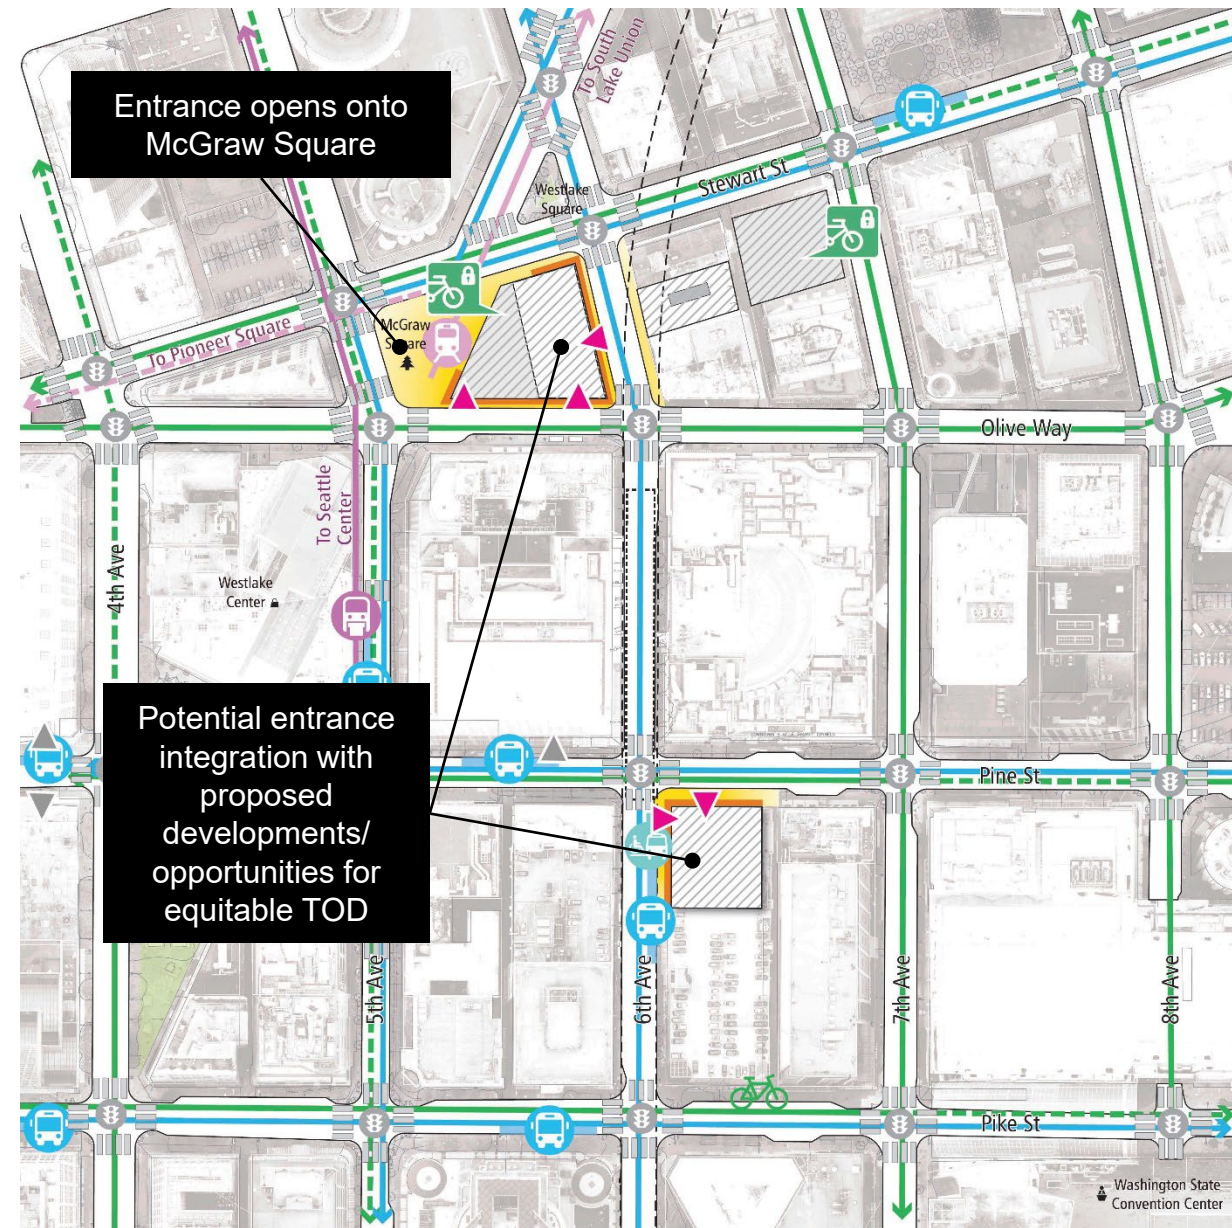 To South
Lake Union
Entrance opens onto
McGraw Square
Stewart St
Westlake
Square
To Pioneer Square
McGraw
Square
Olive Way
To Seattle
Center
4th Ave
Westlake
Center
Potential entrance
integration with
proposed
developments/
opportunities for
equitable TOD
Pine St
5th Ave
6th Ave
7th Ave
8th Ave
Pike St
Washington State
Convention Center